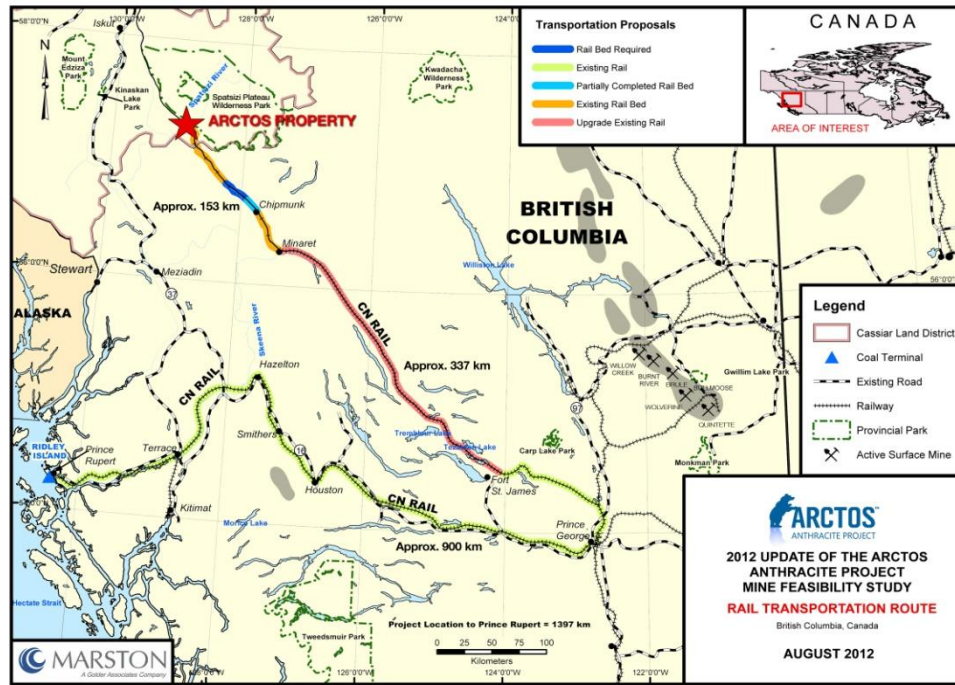 130°0'0"W
128°0'0"W
126°0'0"W
124°0'0"W
Iskut
N
Mount
Edziza
Park
Kinaskan
Lake
Park
Spatsizi River
Spatsizi Plateau
Wilderness Park
Kwadacha
Wilderness Park
ARCTOS PROPERTY
Transportation Proposals
Rail Bed Required
Existing Rail
Partially Completed Rail Bed
Existing Rail Bed
Upgrade Existing Rail
CANADA
AREA OF INTEREST
Approx. 153 km
Chipmunk
Minaret
BRITISH
COLUMBIA
Williston Lake
Stewart
Meziadin
37
ALASKA
Skeena River
CN RAIL
Approx. 337 km
Hazelton
CN RAIL
Smithers
16
Trembleur Lake
Fort
St. James
Carp Lake Park
97
WILLOW
CREEK
BURNT
RIVER
BRULE
BULLMOOSE
WOLVERINE
QUINTETTE
Gwillim Lake Park
Monkman Park
56°0'0"N
Legend
Cassiar Land District
Coal Terminal
Existing Road
Railway
Provincial Park
Active Surface Mine
RIDLEY
ISLAND
Prince
Rupert
Terrace
Kitimat
Houston
CN RAIL
Approx. 900 km
Prince
George
Morice Lake
Hectate Strait
Tweedsmuir Park
Project Location to Prince Rupert = 1397 km
0 25 50 75 100
Kilometers
126°0'0"W
124°0'0"W
122°0'0"W
MARSTON
A Golder Associates Company
ARCTOS™
ANTHRACITE PROJECT
2012 UPDATE OF THE ARCTOS
ANTHRACITE PROJECT
MINE FEASIBILITY STUDY
RAIL TRANSPORTATION ROUTE
British Columbia, Canada
AUGUST 2012